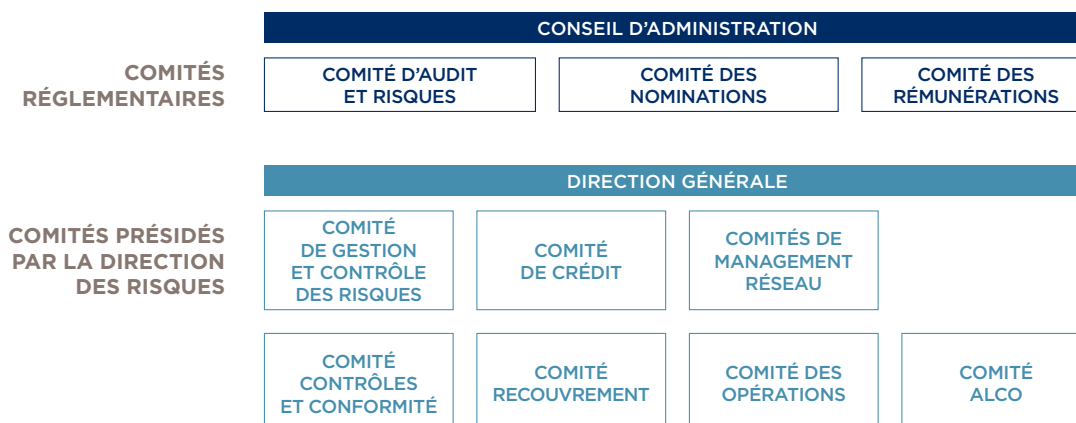 CONSEIL D’ADMINISTRATION
COMITÉS
RÉGLEMENTAIRES
COMITÉ D’AUDIT
ET RISQUES
COMITÉ DES
NOMINATIONS
COMITÉ DES
RÉMUNÉRATIONS
DIRECTION GÉNÉRALE
COMITÉS PRÉSIDÉS
PAR LA DIRECTION
DES RISQUES
COMITÉ
DE GESTION
ET CONTRÔLE
DES RISQUES
COMITÉ
DE CRÉDIT
COMITÉS DE
MANAGEMENT
RÉSEAU
COMITÉ
CONTRÔLES
ET CONFORMITÉ
COMITÉ
RECOUVREMENT
COMITÉ DES
OPÉRATIONS
COMITÉ
ALCO